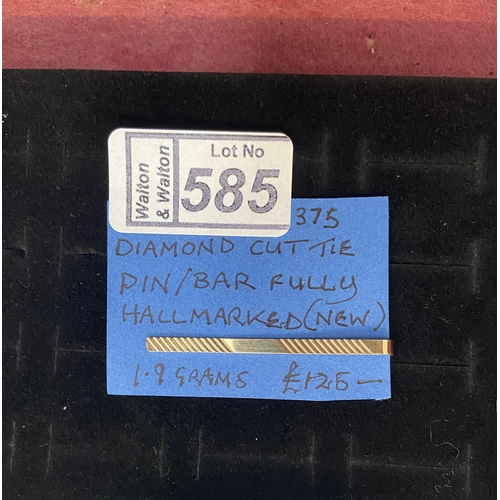 Walton
& Walton
Lot No
585
375
DIAMOND CUT TIE
PIN/BAR FULLY
HALLMARKED (NEW)
1.9 GRAMS £125—